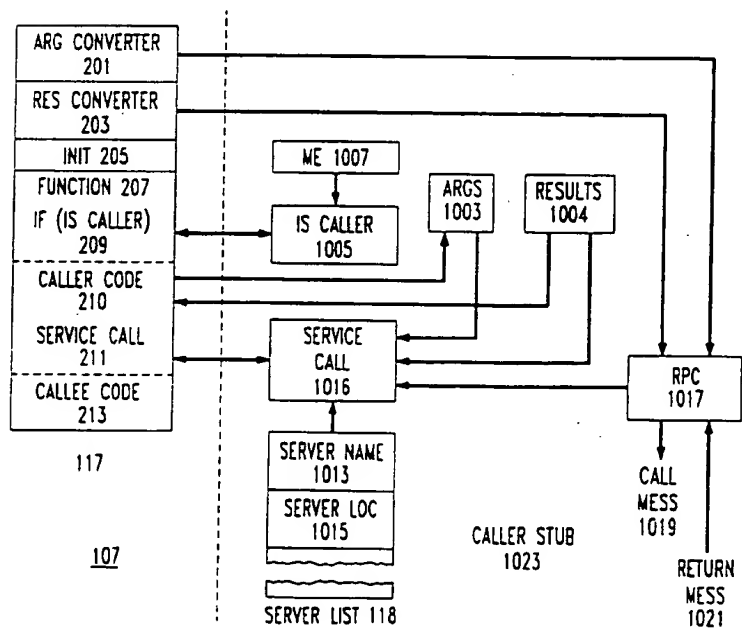 ARG CONVERTER
201
RES CONVERTER
203
INIT 205
FUNCTION 207
IF (IS CALLER)
209
CALLER CODE
210
SERVICE CALL
211
CALLEE CODE
213
117
107
ME 1007
IS CALLER
1005
ARGS
1003
RESULTS
1004
SERVICE
CALL
1016
SERVER NAME
1013
SERVER LOC
1015
SERVER LIST 118
RPC
1017
CALL
MESS
1019
CALLER STUB
1023
RETURN
MESS
1021